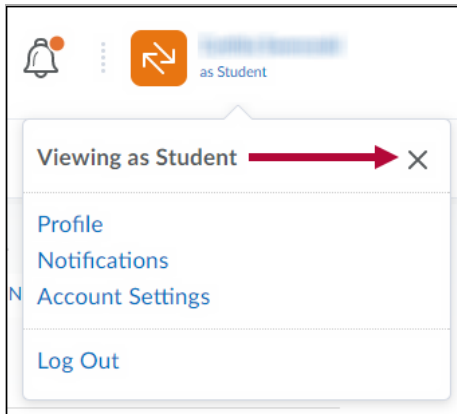 as Student
Viewing as Student
Profile
Notifications
N
Account Settings
Log Out